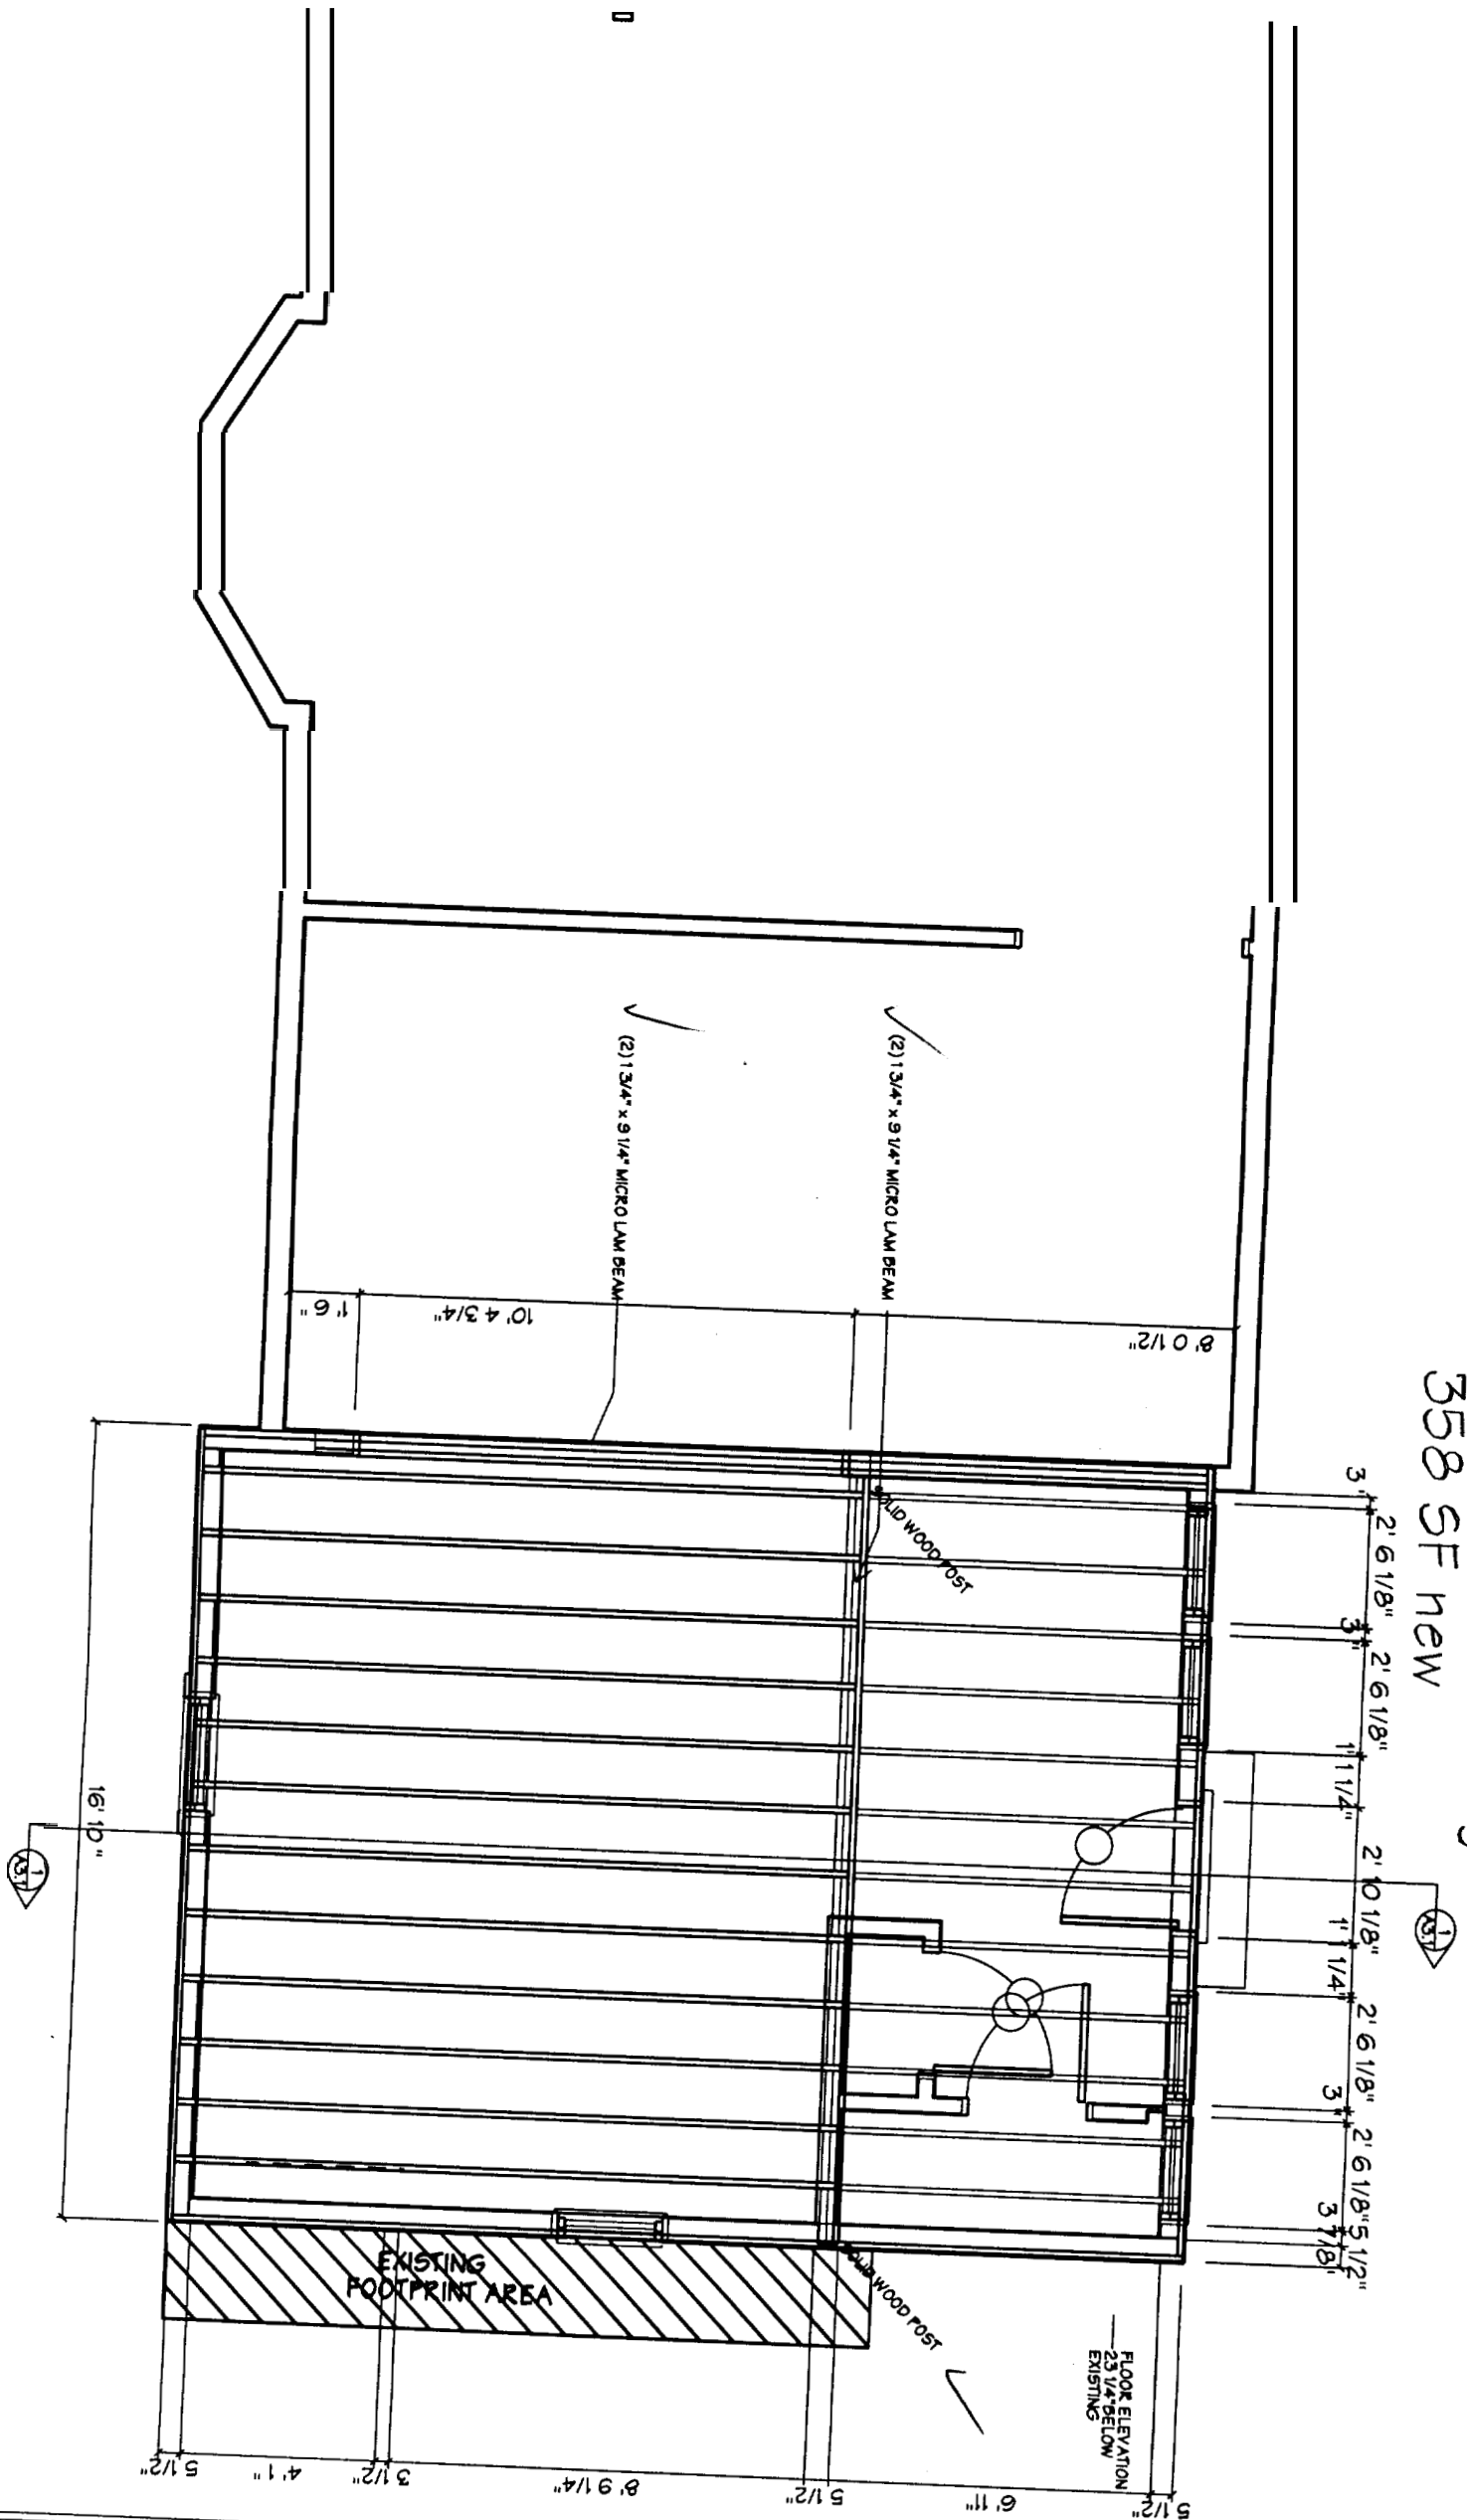 358 SF new
3"
2' 6 1/8"
3"
2' 6 1/8"
1' 1 1/4"
2' 10 1/8"
1' 1 1/4"
2' 6 1/8"
3"
2' 6 1/8"
3 7/8"
5 1/2"
1
A3.1
(2) 1 3/4" x 9 1/4" MICRO LAM BEAM
(2) 1 3/4" x 9 1/4" MICRO LAM BEAM
8' 0 1/2"
10' 4 3/4"
1' 6"
SOLID WOOD POST
SOLID WOOD POST
16' 10"
1
A3.1
EXISTING
FOOTPRINT AREA
FLOOR ELEVATION
23 1/4" BELOW
EXISTING
5 1/2"
6' 11"
5 1/2"
8' 9 1/4"
3 1/2"
4' 1"
5 1/2"